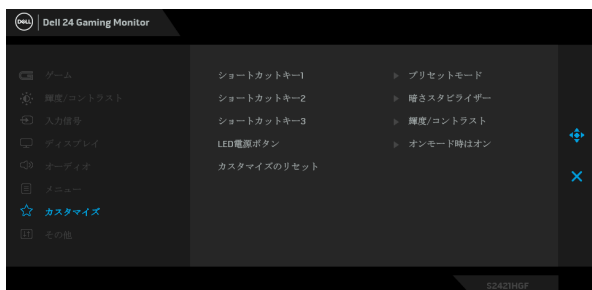 DELL Dell 24 Gaming Monitor
ゲーム
輝度/コントラスト
入力信号
ディスプレイ
オーディオ
メニュー
カスタマイズ
その他
ショートカットキー1 プリセットモード
ショートカットキー2 暗さスタビライザー
ショートカットキー3 輝度/コントラスト
LED電源ボタン オンモード時はオン
カスタマイズのリセット
S2421HGF